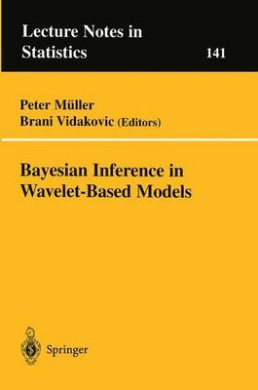 Lecture Notes in
Statistics
141
Peter Müller
Brani Vidakovic (Editors)
Bayesian Inference in
Wavelet-Based Models
Springer